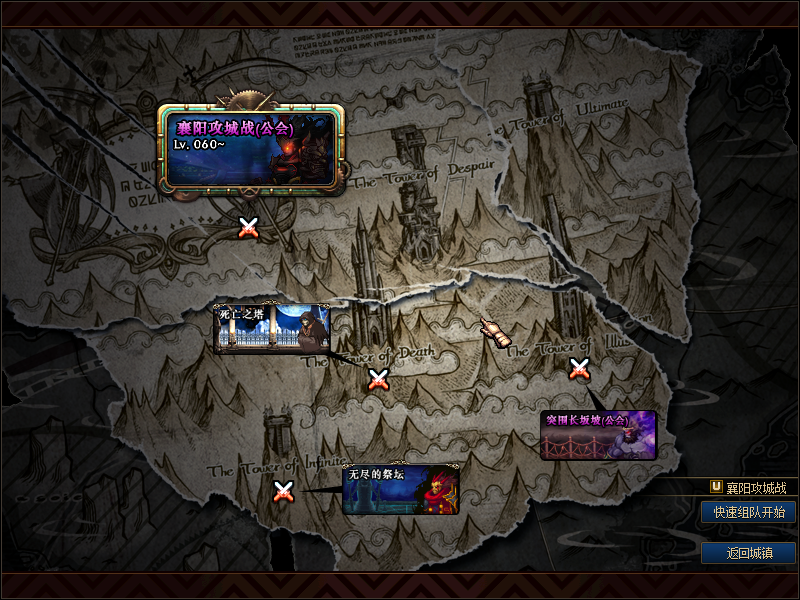 The Tower of Ultimate
襄阳攻城战(公会)
Lv. 060~
The Tower of Despair
死亡之塔
The Tower of Death
The Tower of Illus
突围长坂坡(公会)
The Tower of Infinite
无尽的祭坛
U 襄阳攻城战
快速组队开始
返回城镇